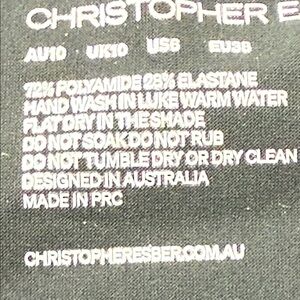 CHRISTOPHER E
AU10 UK10 US6 EU38
72% POLYAMIDE 28% ELASTANE
HAND WASH IN LUKE WARM WATER
FLAT DRY IN THE SHADE
DO NOT SOAK DO NOT RUB
DO NOT TUMBLE DRY OR DRY CLEAN
DESIGNED IN AUSTRALIA
MADE IN PRC
CHRISTOPHERESBER.COM.AU